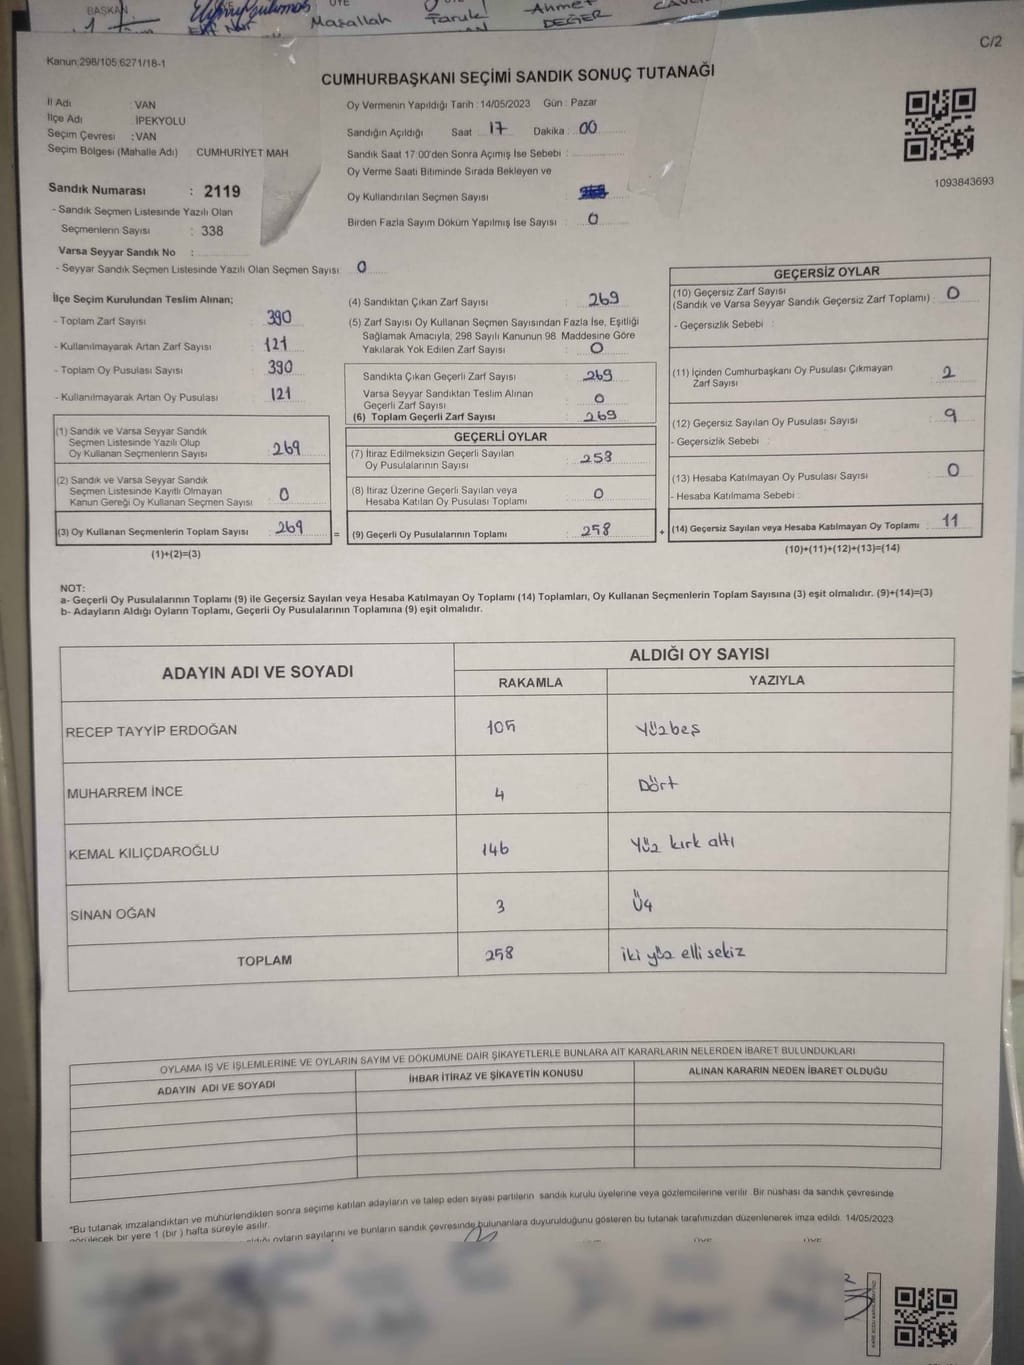 BAŞKAN
ÜYE
Maşallah
Faruk
Ahmet
DEĞER
C/2
Kanun:298/105;6271/18-1
CUMHURBAŞKANI SEÇİMİ SANDIK SONUÇ TUTANAĞI
İl Adı : VAN
İlçe Adı : İPEKYOLU
Seçim Çevresi : VAN
Seçim Bölgesi (Mahalle Adı) CUMHURİYET MAH
Sandık Numarası : 2119
- Sandık Seçmen Listesinde Yazılı Olan
Seçmenlerin Sayısı : 338
Varsa Seyyar Sandık No :
- Seyyar Sandık Seçmen Listesinde Yazılı Olan Seçmen Sayısı : 0
Oy Vermenin Yapıldığı Tarih : 14/05/2023 Gün : Pazar
Sandığın Açıldığı Saat : 17 Dakika : 00
Sandık Saat 17:00'den Sonra Açımış İse Sebebi :
Oy Verme Saati Bitiminde Sırada Bekleyen ve
Oy Kullandırılan Seçmen Sayısı :
Birden Fazla Sayım Döküm Yapılmış İse Sayısı : 0
1093843693
İlçe Seçim Kurulundan Teslim Alınan;
- Toplam Zarf Sayısı : 390
- Kullanılmayarak Artan Zarf Sayısı : 121
- Toplam Oy Pusulası Sayısı : 390
- Kullanılmayarak Artan Oy Pusulası : 121
(1) Sandık ve Varsa Seyyar Sandık
Seçmen Listesinde Yazılı Olup
Oy Kullanan Seçmenlerin Sayısı : 269
(2) Sandık ve Varsa Seyyar Sandık
Seçmen Listesinde Kayıtlı Olmayan
Kanun Gereği Oy Kullanan Seçmen Sayısı : 0
(3) Oy Kullanan Seçmenlerin Toplam Sayısı : 269
(1)+(2)=(3)
(4) Sandıktan Çıkan Zarf Sayısı : 269
(5) Zarf Sayısı Oy Kullanan Seçmen Sayısından Fazla İse, Eşitliği
Sağlamak Amacıyla; 298 Sayılı Kanunun 98. Maddesine Göre
Yakılarak Yok Edilen Zarf Sayısı : 0
Sandıkta Çıkan Geçerli Zarf Sayısı : 269
Varsa Seyyar Sandıktan Teslim Alınan
Geçerli Zarf Sayısı : 0
(6) Toplam Geçerli Zarf Sayısı : 269
GEÇERLİ OYLAR
(7) İtiraz Edilmeksizin Geçerli Sayılan
Oy Pusulalarının Sayısı : 258
(8) İtiraz Üzerine Geçerli Sayılan veya
Hesaba Katılan Oy Pusulası Toplamı : 0
= (9) Geçerli Oy Pusulalarının Toplamı : 258
GEÇERSİZ OYLAR
(10) Geçersiz Zarf Sayısı
(Sandık ve Varsa Seyyar Sandık Geçersiz Zarf Toplamı) : 0
- Geçersizlik Sebebi :
(11) İçinden Cumhurbaşkanı Oy Pusulası Çıkmayan
Zarf Sayısı : 2
(12) Geçersiz Sayılan Oy Pusulası Sayısı : 9
- Geçersizlik Sebebi :
(13) Hesaba Katılmayan Oy Pusulası Sayısı : 0
- Hesaba Katılmama Sebebi :
+ (14) Geçersiz Sayılan veya Hesaba Katılmayan Oy Toplamı : 11
(10)+(11)+(12)+(13)=(14)
NOT:
a- Geçerli Oy Pusulalarının Toplamı (9) ile Geçersiz Sayılan veya Hesaba Katılmayan Oy Toplamı (14) Toplamları, Oy Kullanan Seçmenlerin Toplam Sayısına (3) eşit olmalıdır. (9)+(14)=(3)
b- Adayların Aldığı Oyların Toplamı, Geçerli Oy Pusulalarının Toplamına (9) eşit olmalıdır.
ADAYIN ADI VE SOYADI
ALDIĞI OY SAYISI
RAKAMLA YAZIYLA
RECEP TAYYİP ERDOĞAN 105 Yüzbeş
MUHARREM İNCE 4 Dört
KEMAL KILIÇDAROĞLU 146 Yüz kırk altı
SİNAN OĞAN 3 Üç
TOPLAM 258 iki yüz elli sekiz
OYLAMA İŞ VE İŞLEMLERİNE VE OYLARIN SAYIM VE DÖKÜMÜNE DAİR ŞİKAYETLERLE BUNLARA AİT KARARLARIN NELERDEN İBARET BULUNDUKLARI
ADAYIN ADI VE SOYADI İHBAR İTİRAZ VE ŞİKAYETİN KONUSU ALINAN KARARIN NEDEN İBARET OLDUĞU
*Bu tutanak imzalandıktan ve mühürlendikten sonra seçime katılan adayların ve talep eden siyasi partilerin sandık kurulu üyelerine veya gözlemcilerine verilir. Bir nüshası da sandık çevresinde
görülecek bir yere 1 (bir) hafta süreyle asılır.
oyların sayılarını ve bunların sandık çevresinde bulunanlara duyurulduğunu gösteren bu tutanak tarafımızdan düzenlenerek imza edildi. 14/05/2023
ÜYE ÜYE